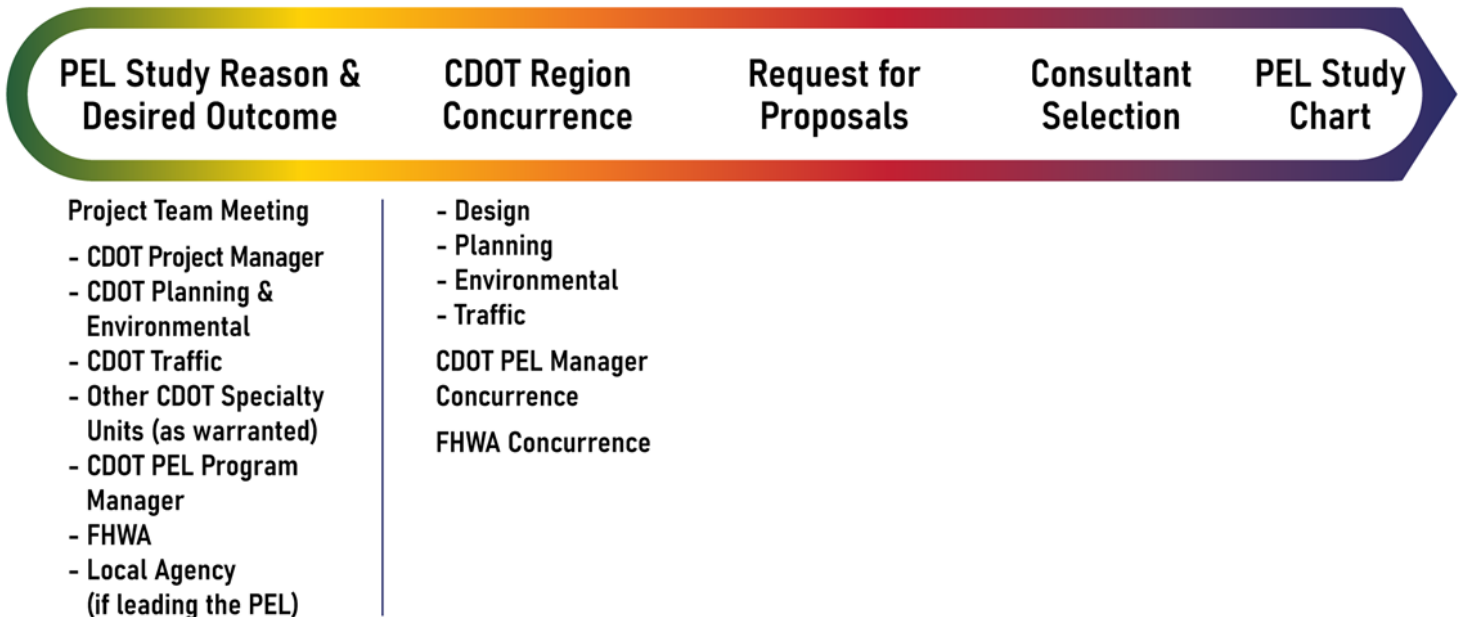 PEL Study Reason &
Desired Outcome
CDOT Region
Concurrence
Request for
Proposals
Consultant
Selection
PEL Study
Chart
Project Team Meeting
- CDOT Project Manager
- CDOT Planning &
Environmental
- CDOT Traffic
- Other CDOT Specialty
Units (as warranted)
- CDOT PEL Program
Manager
- FHWA
- Local Agency
(if leading the PEL)
- Design
- Planning
- Environmental
- Traffic
CDOT PEL Manager
Concurrence
FHWA Concurrence